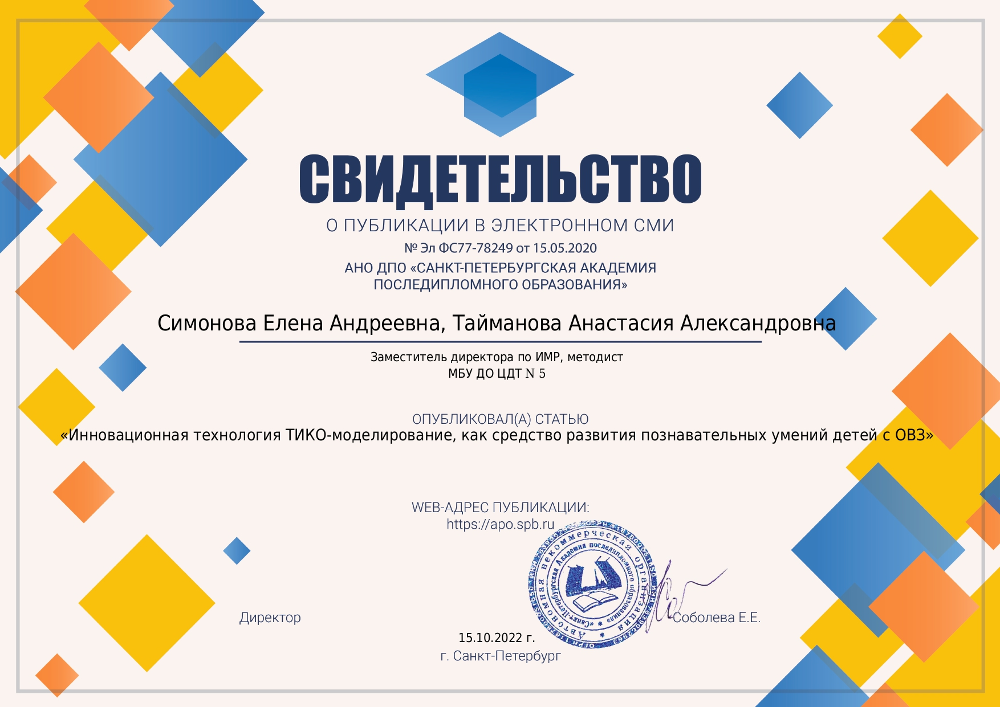 СВИДЕТЕЛЬСТВО
О ПУБЛИКАЦИИ В ЭЛЕКТРОННОМ СМИ
№ Эл ФС77-78249 от 15.05.2020
АНО ДПО «САНКТ-ПЕТЕРБУРГСКАЯ АКАДЕМИЯ
ПОСЛЕДИПЛОМНОГО ОБРАЗОВАНИЯ»
Симонова Елена Андреевна, Тайманова Анастасия Александровна
Заместитель директора по ИМР, методист
МБУ ДО ЦДТ N 5
ОПУБЛИКОВАЛ(А) СТАТЬЮ
«Инновационная технология ТИКО-моделирование, как средство развития познавательных умений детей с ОВЗ»
WEB-АДРЕС ПУБЛИКАЦИИ:
https://apo.spb.ru
Автономная некоммерческая организация
«Санкт-Петербургская Академия последипломного образования»
Директор
Соболева Е.Е.
15.10.2022 г.
г. Санкт-Петербург